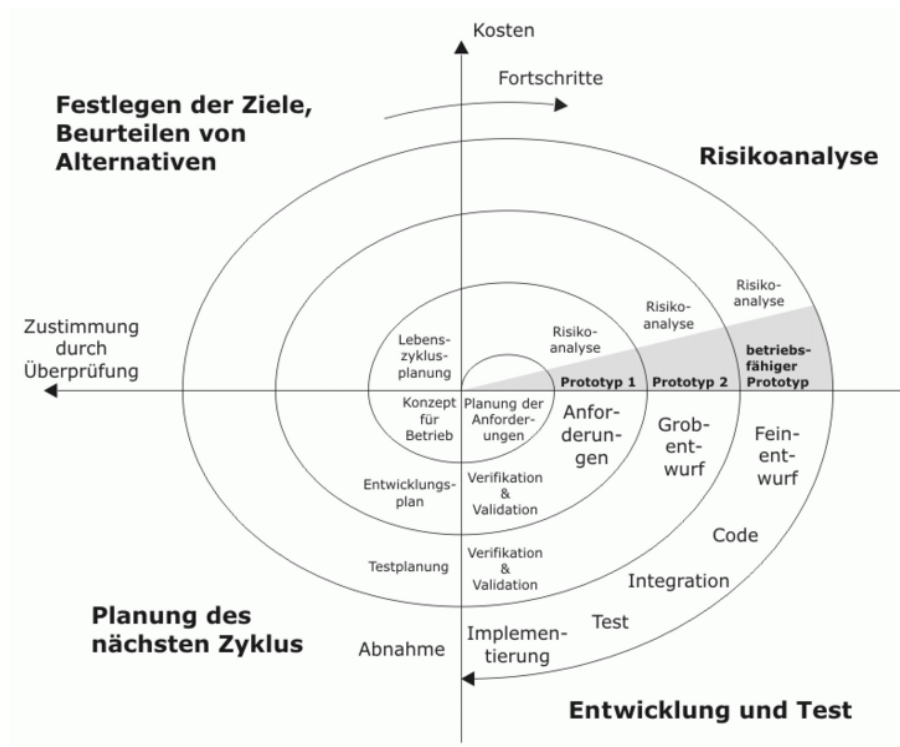 Kosten
Fortschritte
Festlegen der Ziele,
Beurteilen von
Alternativen
Risikoanalyse
Zustimmung
durch
Überprüfung
Lebens-
zyklus-
planung
Risiko-
analyse
Risiko-
analyse
Risiko-
analyse
Prototyp 1
Prototyp 2
betriebs-
fähiger
Prototyp
Konzept
für
Betrieb
Planung der
Anforder-
ungen
Anfor-
derun-
gen
Grob-
ent-
wurf
Fein-
ent-
wurf
Entwicklungs-
plan
Verifikation
&
Validation
Code
Testplanung
Verifikation
&
Validation
Integration
Planung des
nächsten Zyklus
Abnahme
Implemen-
tierung
Test
Entwicklung und Test